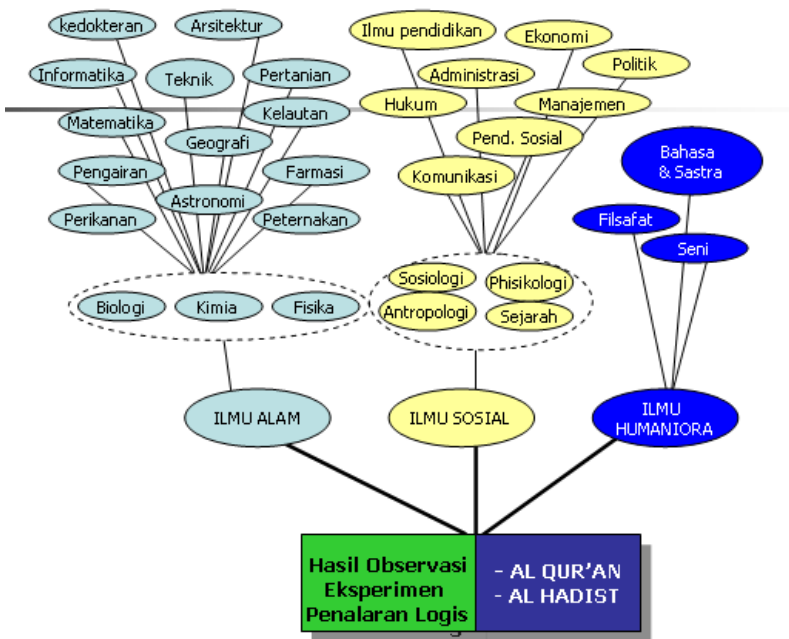 kedokteran
Arsitektur
Ilmu pendidikan
Ekonomi
Informatika
Teknik
Pertanian
Administrasi
Politik
Matematika
Kelautan
Hukum
Manajemen
Geografi
Pend. Sosial
Bahasa
& Sastra
Pengairan
Farmasi
Komunikasi
Astronomi
Perikanan
Peternakan
Filsafat
Seni
Biologi
Kimia
Fisika
Sosiologi
Phisikologi
Antropologi
Sejarah
ILMU ALAM
ILMU SOSIAL
ILMU
HUMANIORA
Hasil Observasi
Eksperimen
Penalaran Logis
- AL QUR'AN
- AL HADIST